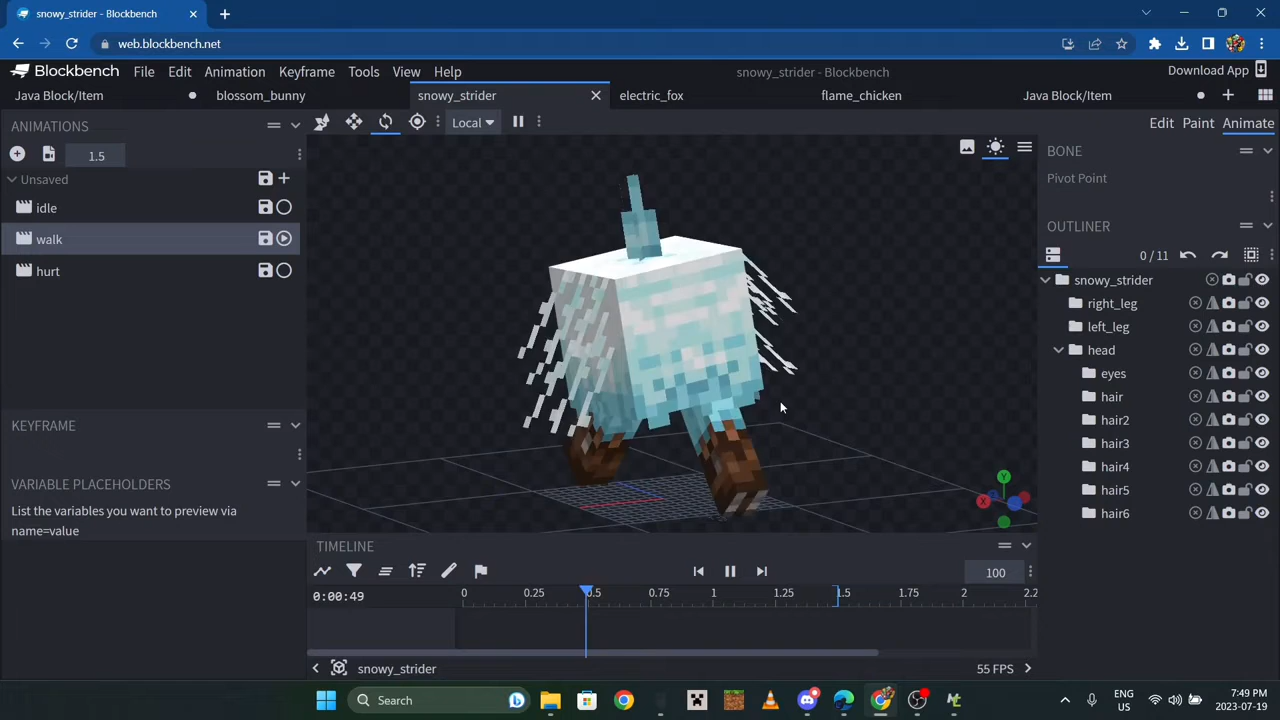 snowy_strider - Blockbench
web.blockbench.net
Blockbench File Edit Animation Keyframe Tools View Help snowy_strider - Blockbench Download App
Java Block/Item blossom_bunny snowy_strider electric_fox flame_chicken Java Block/Item
ANIMATIONS
1.5
Unsaved
idle
walk
hurt
KEYFRAME
VARIABLE PLACEHOLDERS
List the variables you want to preview via
name=value
Local
Y
X
Edit Paint Animate
BONE
Pivot Point
OUTLINER
0 / 11
snowy_strider
right_leg
left_leg
head
eyes
hair
hair2
hair3
hair4
hair5
hair6
TIMELINE
100
0:00:49
0 0.25 0.5 0.75 1 1.25 1.5 1.75 2 2.2
snowy_strider 55 FPS
Search
ENG
US
7:49 PM
2023-07-19